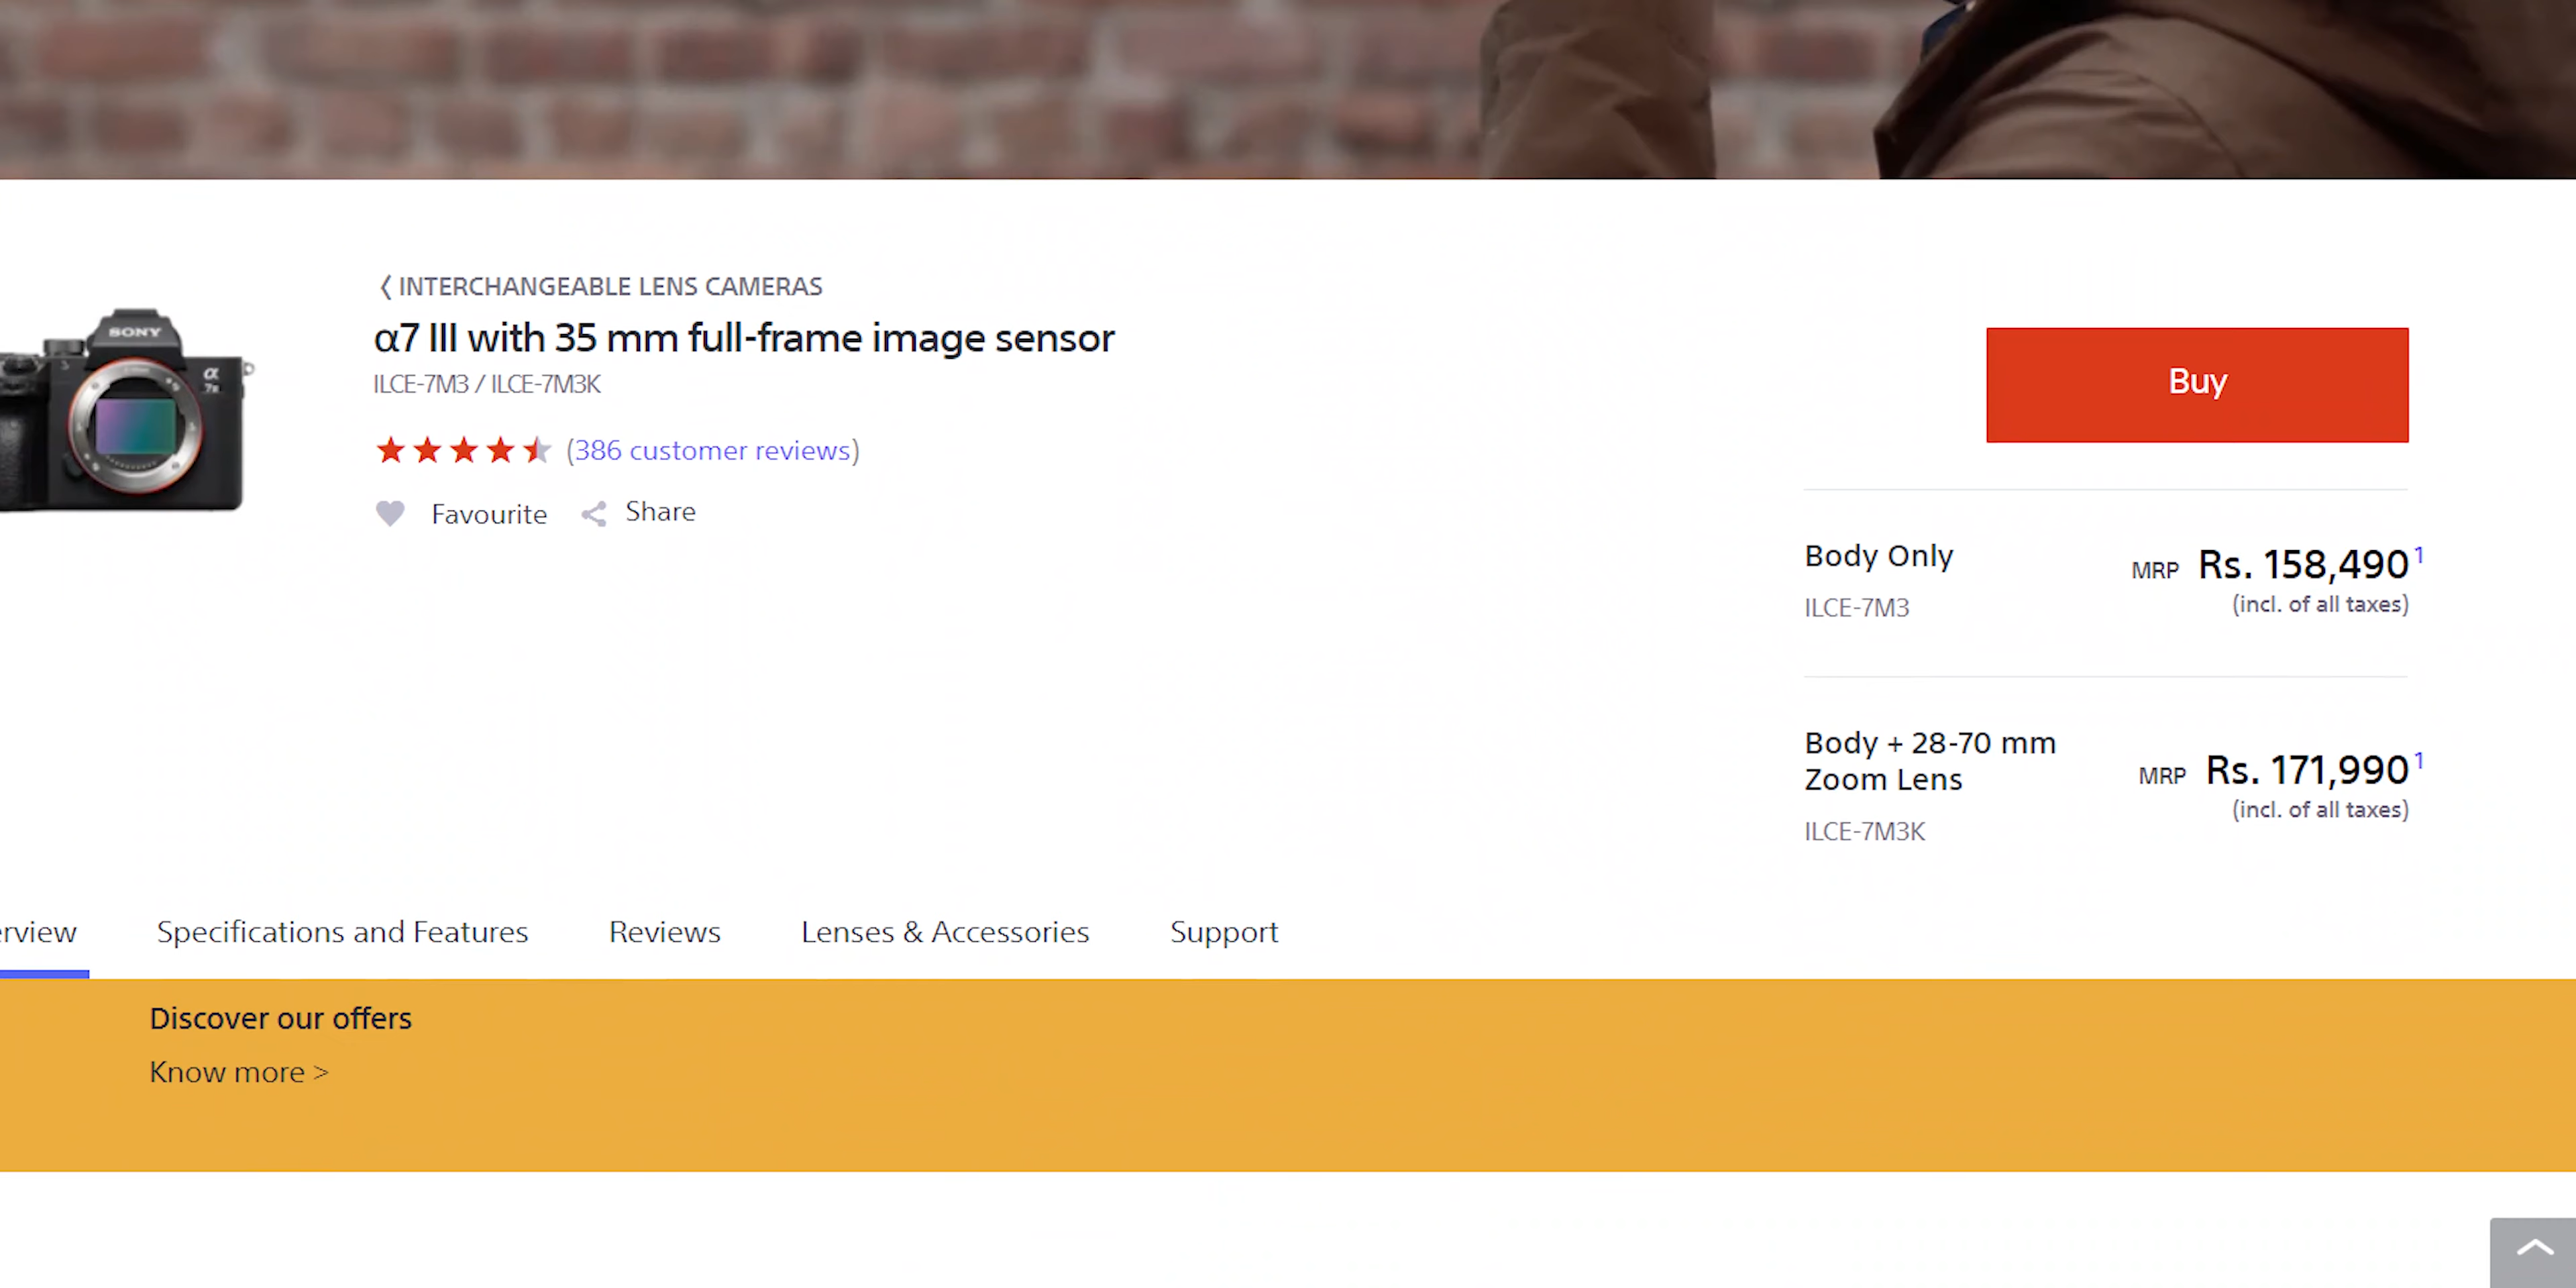 SONY
α
7III
INTERCHANGEABLE LENS CAMERAS
α7 III with 35 mm full-frame image sensor
ILCE-7M3 / ILCE-7M3K
(386 customer reviews)
Favourite Share
Buy
Body Only MRP Rs. 158,490 1
ILCE-7M3 (incl. of all taxes)
Body + 28-70 mm
Zoom Lens MRP Rs. 171,990 1
(incl. of all taxes)
ILCE-7M3K
erview Specifications and Features Reviews Lenses & Accessories Support
Discover our offers
Know more >